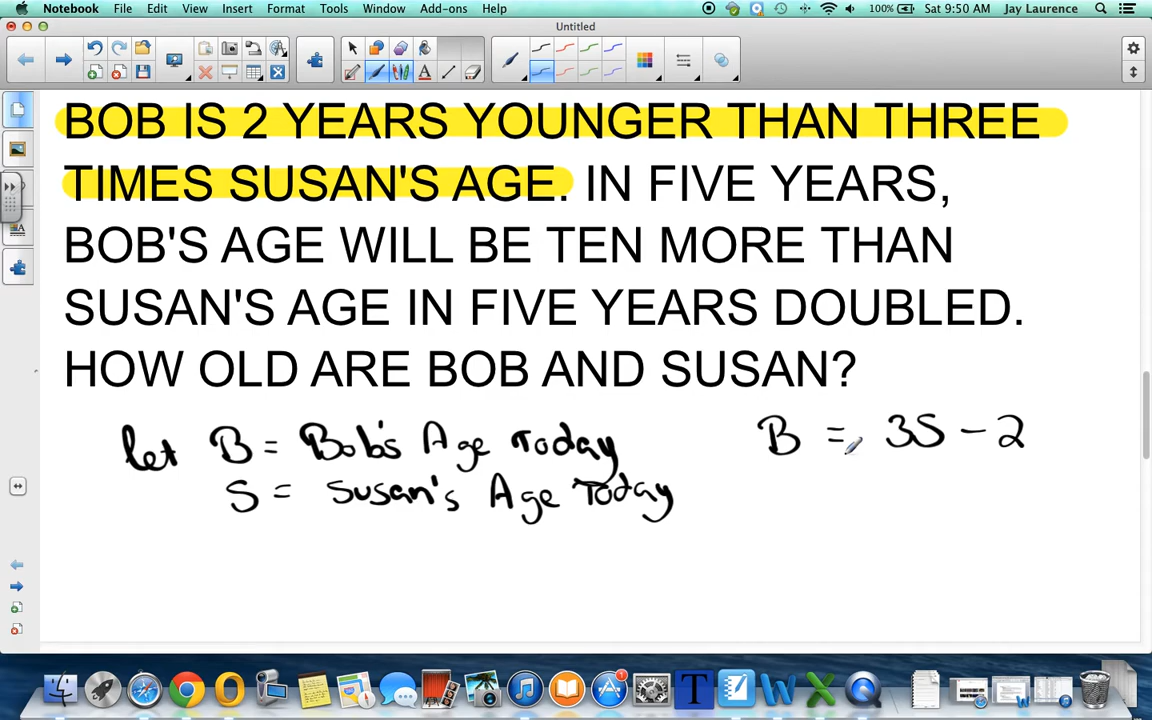 Notebook File Edit View Insert Format Tools Window Add-ons Help 100% Sat 9:50 AM Jay Laurence
Untitled
BOB IS 2 YEARS YOUNGER THAN THREE
TIMES SUSAN'S AGE. IN FIVE YEARS,
BOB'S AGE WILL BE TEN MORE THAN
SUSAN'S AGE IN FIVE YEARS DOUBLED.
HOW OLD ARE BOB AND SUSAN?
let B = Bob's Age Today
S = Susan's Age Today
B = 3S - 2